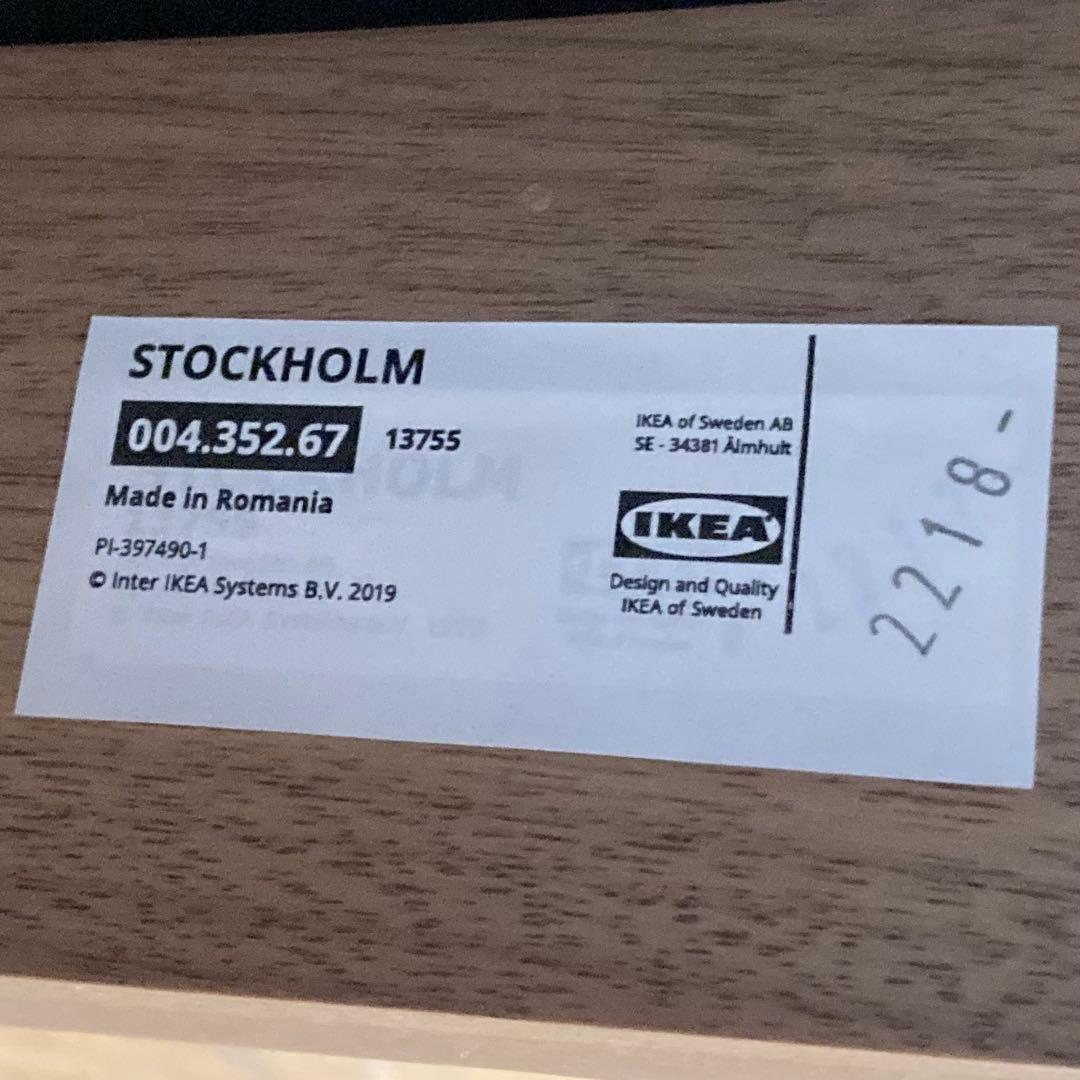 STOCKHOLM
004.352.67 13755
Made in Romania
PI-397490-1
© Inter IKEA Systems B.V. 2019
IKEA of Sweden AB
SE - 34381 Älmhult
IKEA
Design and Quality
IKEA of Sweden
2218-